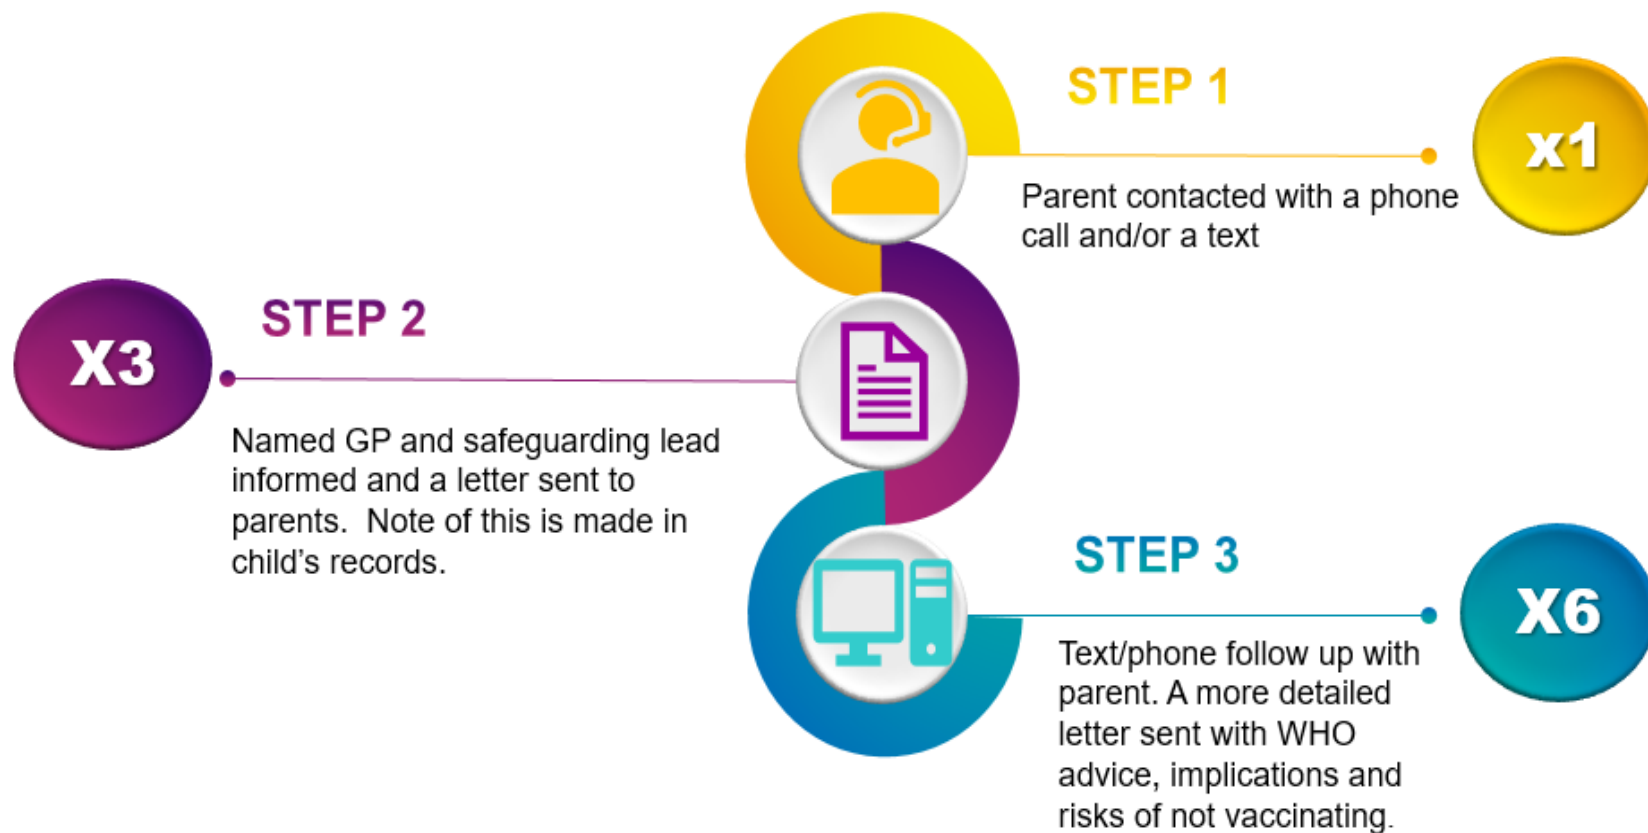 STEP 1
x1
Parent contacted with a phone
call and/or a text
STEP 2
X3
Named GP and safeguarding lead
informed and a letter sent to
parents.  Note of this is made in
child’s records.
STEP 3
X6
Text/phone follow up with
parent. A more detailed
letter sent with WHO
advice, implications and
risks of not vaccinating.